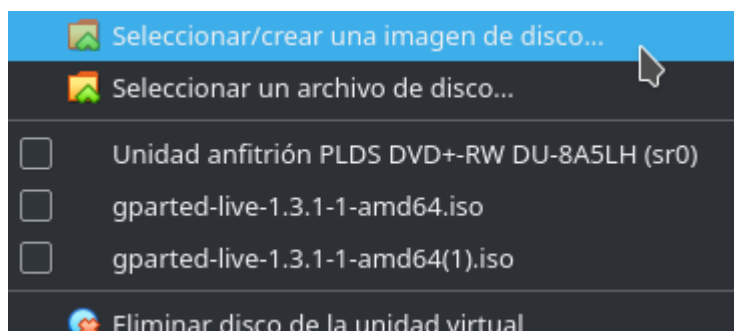 Seleccionar/crear una imagen de disco...
Seleccionar un archivo de disco...
Unidad anfitrión PLDS DVD+-RW DU-8A5LH (sr0)
gparted-live-1.3.1-1-amd64.iso
gparted-live-1.3.1-1-amd64(1).iso
Eliminar disco de la unidad virtual